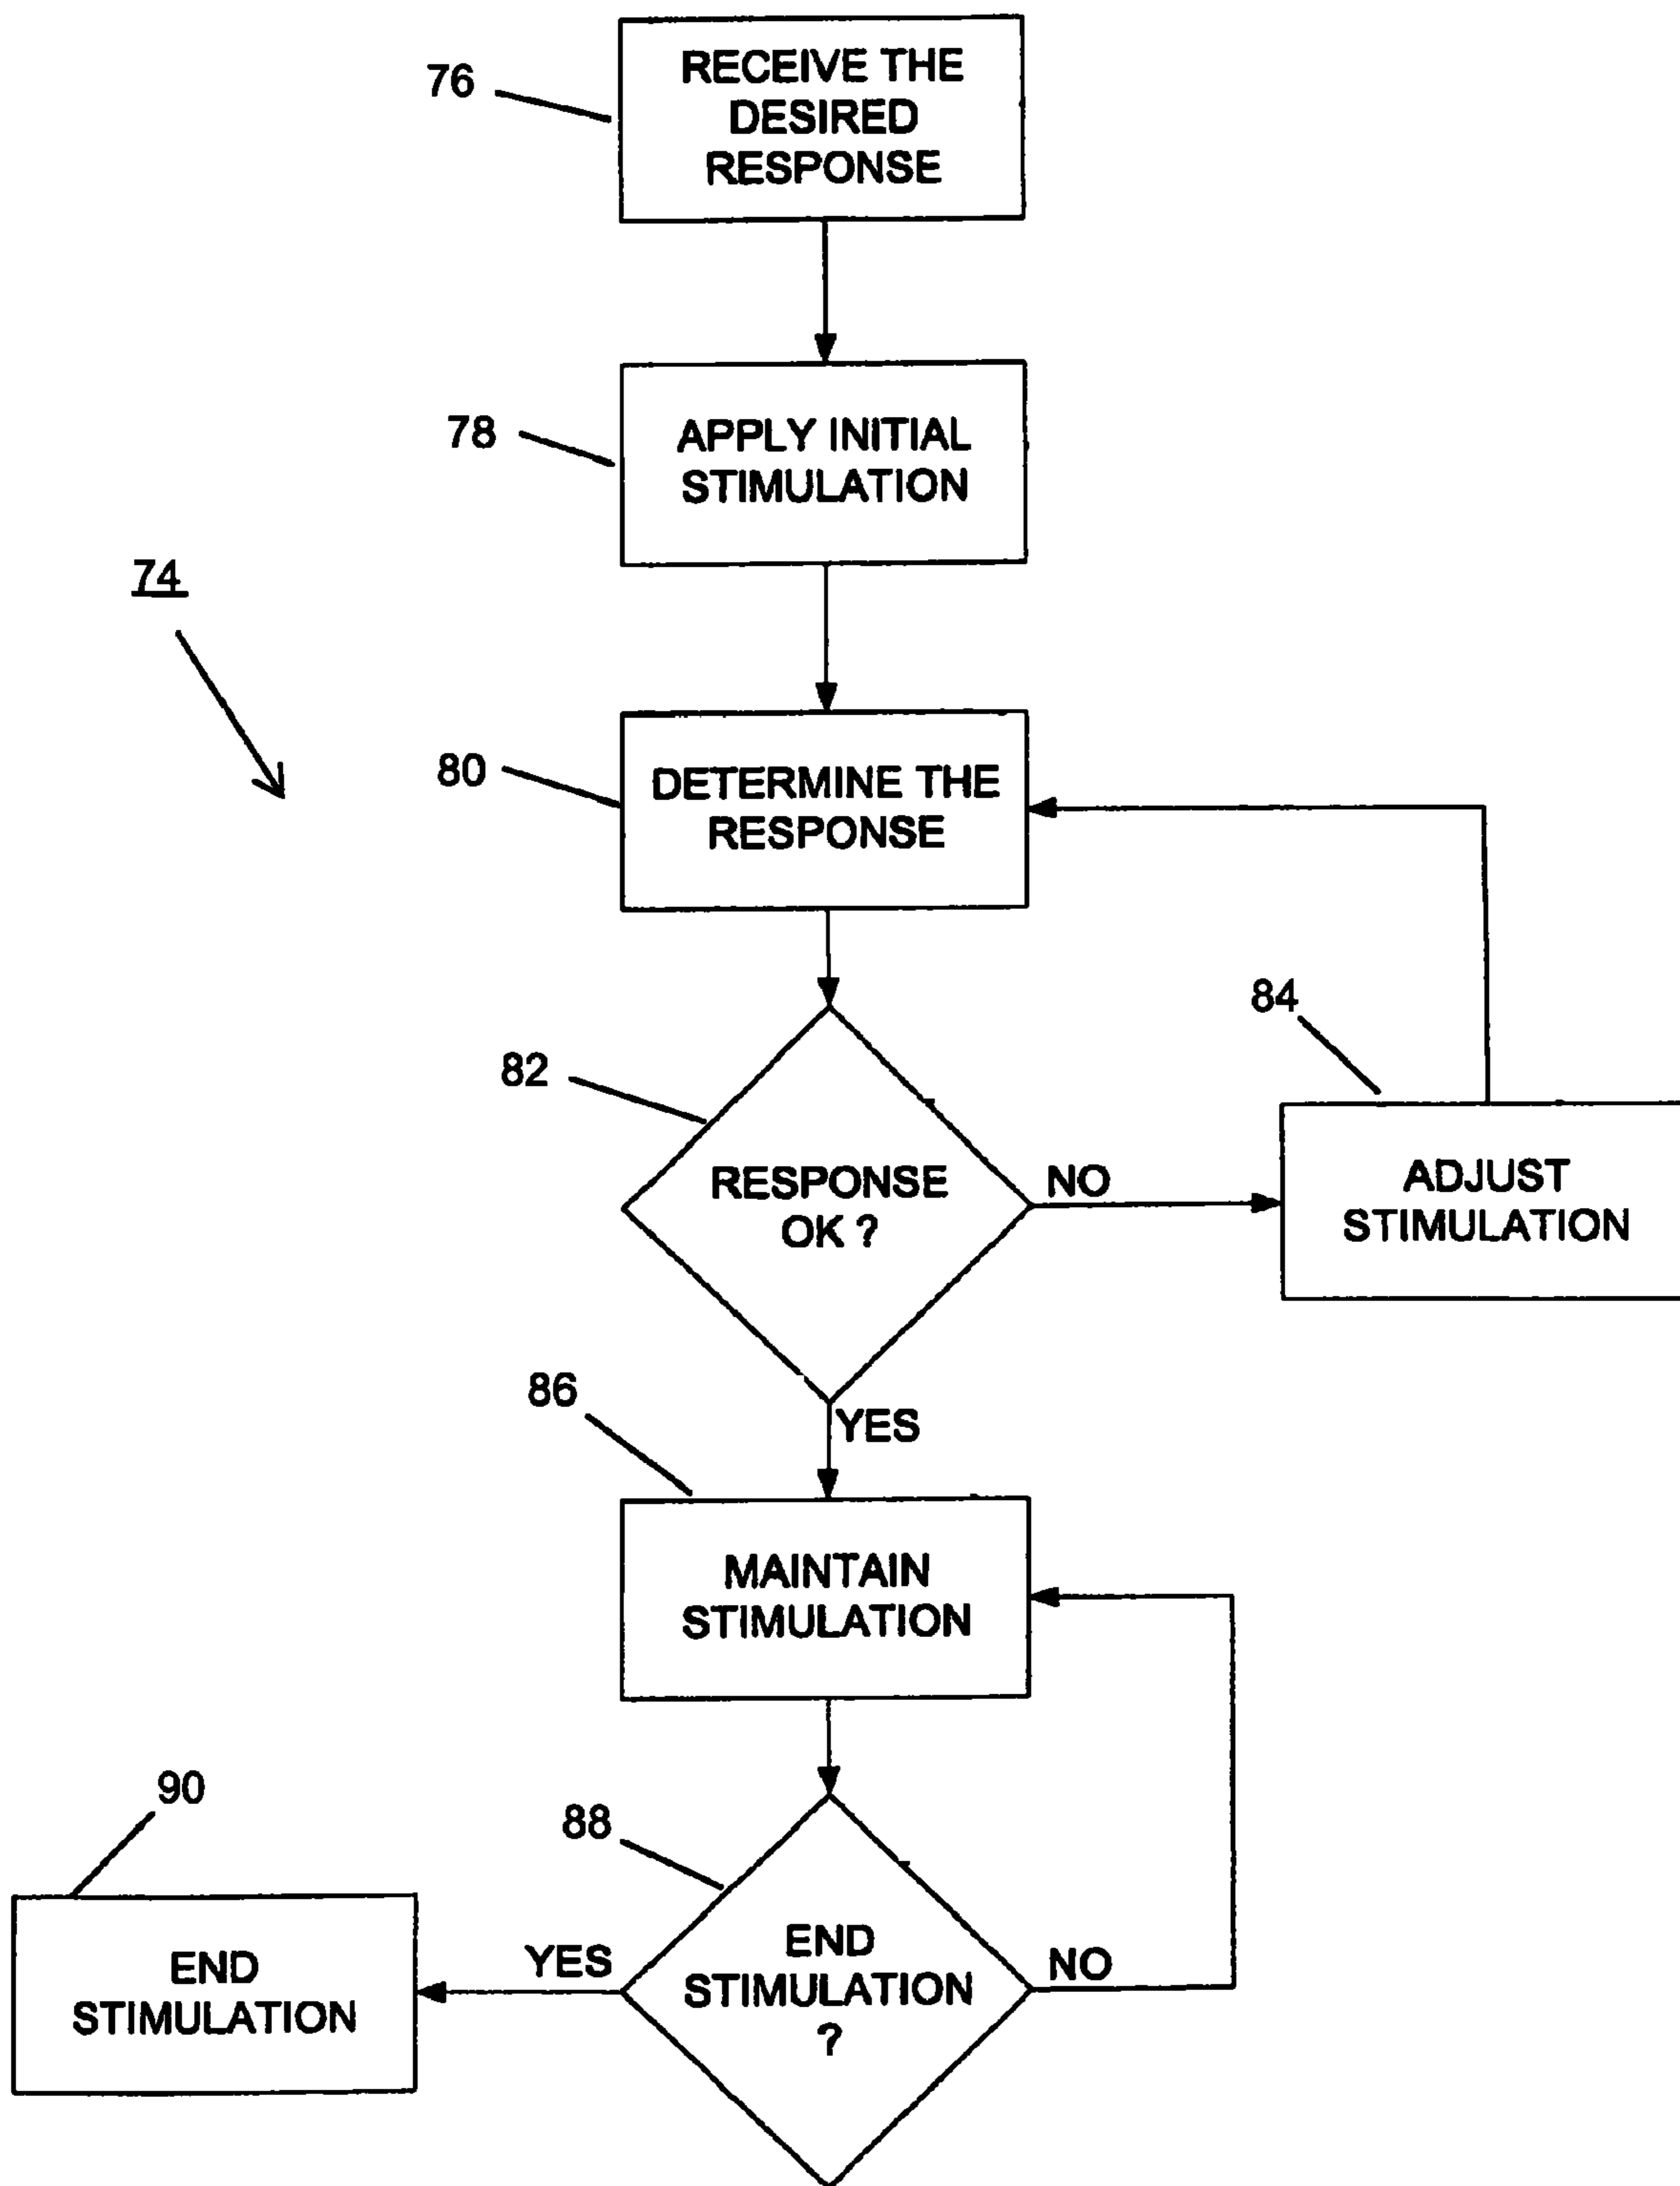 76
RECEIVE THE
DESIRED
RESPONSE
78
APPLY INITIAL
STIMULATION
74
80
DETERMINE THE
RESPONSE
84
82
RESPONSE
OK ?
NO
ADJUST
STIMULATION
86
YES
MAINTAIN
STIMULATION
90
88
END
STIMULATION
YES
END
STIMULATION
?
NO